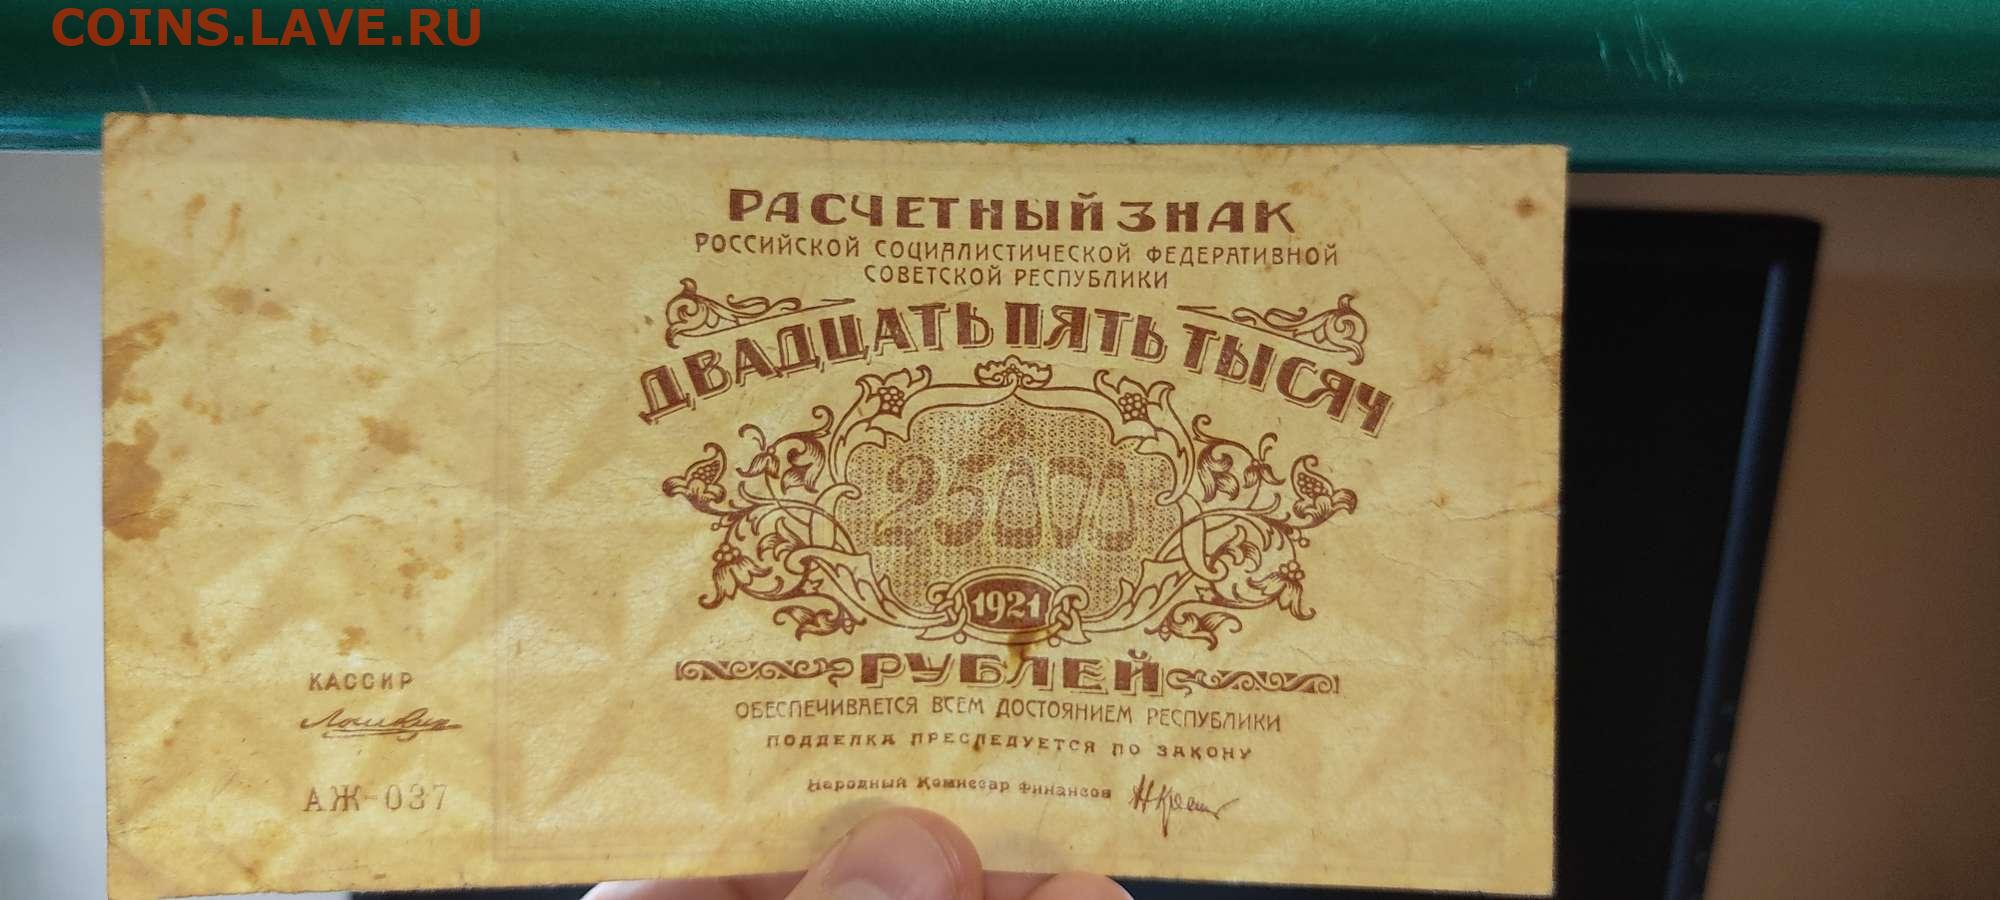 COINS.LAVE.RU
РАСЧЕТНЫЙ ЗНАК
РОССИЙСКОЙ СОЦИАЛИСТИЧЕСКОЙ ФЕДЕРАТИВНОЙ
СОВЕТСКОЙ РЕСПУБЛИКИ
ДВАДЦАТЬ ПЯТЬ ТЫСЯЧ
25000
1921
РУБЛЕЙ
ОБЕСПЕЧИВАЕТСЯ ВСЕМ ДОСТОЯНИЕМ РЕСПУБЛИКИ
ПОДДЕЛКА ПРЕСЛЕДУЕТСЯ ПО ЗАКОНУ
Народный Комиссар Финансов
КАССИР
АЖ-037